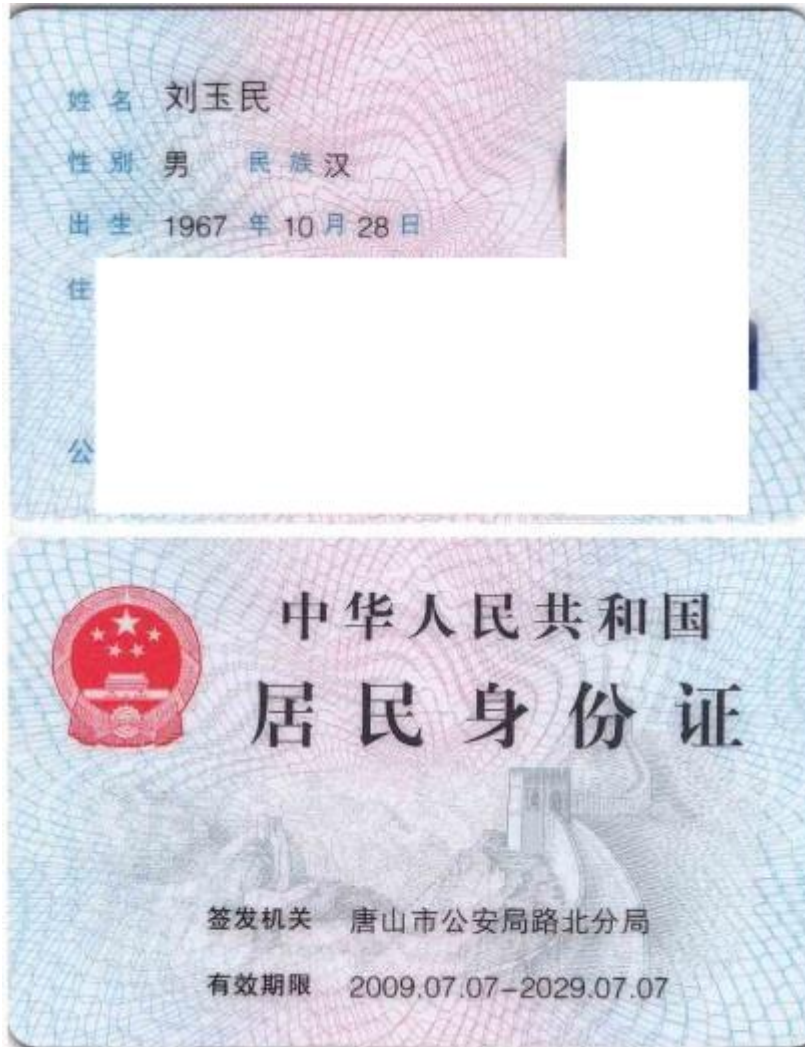 姓名 刘玉民
性别 男 民族 汉
出生 1967 年 10 月 28 日
住
公
中华人民共和国
居民身份证
签发机关 唐山市公安局路北分局
有效期限 2009.07.07-2029.07.07